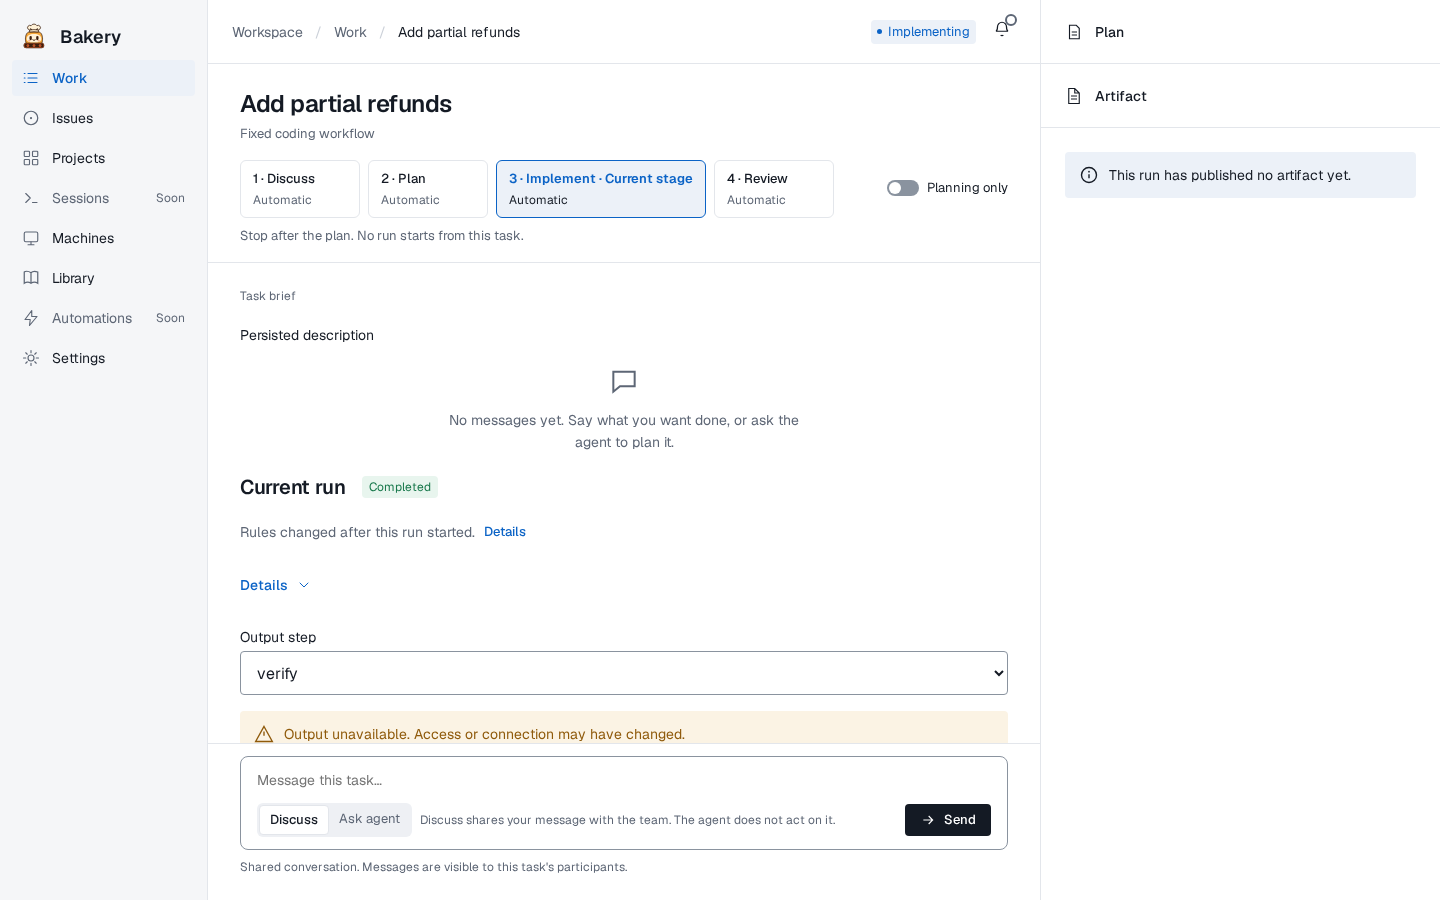 Bakery
Work
Issues
Projects
Sessions Soon
Machines
Library
Automations Soon
Settings
Workspace / Work / Add partial refunds
Implementing
Add partial refunds
Fixed coding workflow
1 · Discuss
Automatic
2 · Plan
Automatic
3 · Implement · Current stage
Automatic
4 · Review
Automatic
Planning only
Stop after the plan. No run starts from this task.
Task brief
Persisted description
No messages yet. Say what you want done, or ask the
agent to plan it.
Current run Completed
Rules changed after this run started. Details
Details
Output step
verify
Output unavailable. Access or connection may have changed.
Message this task...
Discuss Ask agent Discuss shares your message with the team. The agent does not act on it. Send
Shared conversation. Messages are visible to this task's participants.
Plan
Artifact
This run has published no artifact yet.